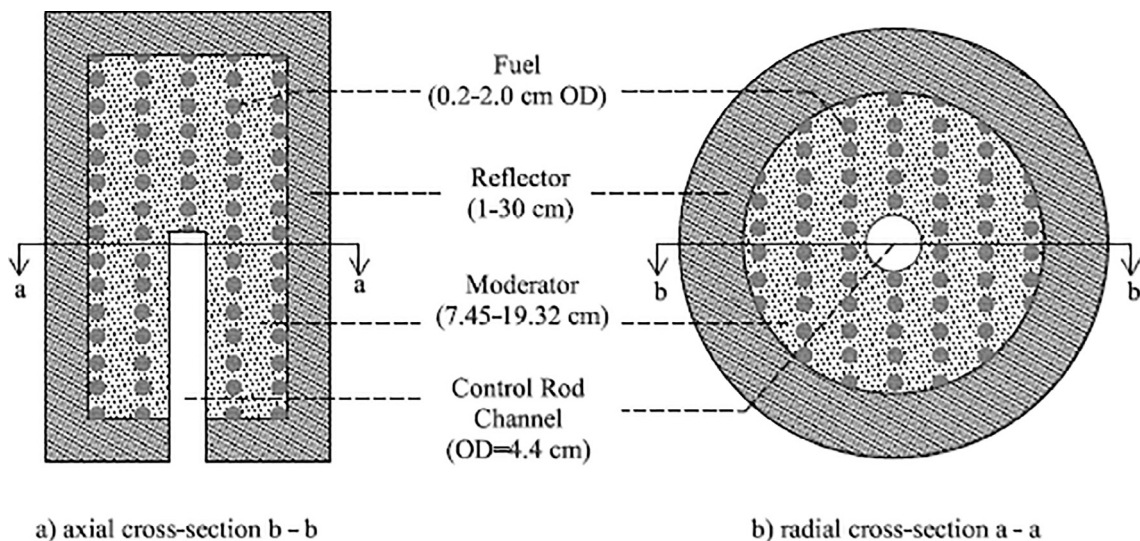 Fuel
(0.2-2.0 cm OD)
Reflector
(1-30 cm)
a
a
b
b
Moderator
(7.45-19.32 cm)
Control Rod
Channel
(OD=4.4 cm)
a) axial cross-section b - b
b) radial cross-section a - a